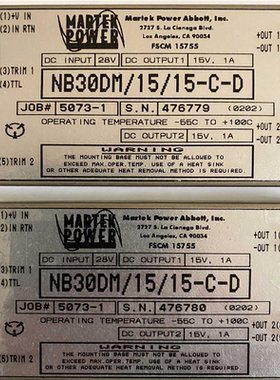 (1)+V IN
(2)IN RTN
MARTEK POWER
Martek Power Abbott, Inc.
2727 S. La Cienega Blvd.
Los Angeles, CA 90034
FSCM 15755
DC INPUT 28V DC OUTPUT1 15V, 1A
+OUT 1
(3)TRIM 1
(4)TTL
NB30DM/15/15-C-D
-OUT
JOB# 5073-1 S.N. 476779 (0202)
OPERATING TEMPERATURE -55C TO +100C
+OUT 2
DC OUTPUT2 15V, 1A
-OUT
(5)TRIM 2
WARNING
THE MOUNTING BASE MUST NOT BE ALLOWED TO
EXCEED MAX.OPER.TEMP. USE OF A HEAT SINK
OR OTHER ADEQUATE HEAT REMOVAL METHOD IS REQUIRED.
(1)+V IN
(2)IN RTN
MARTEK POWER
Martek Power Abbott, Inc.
2727 S. La Cienega Blvd.
Los Angeles, CA 90034
FSCM 15755
DC INPUT 28V DC OUTPUT1 15V, 1A
+OUT 1(
(3)TRIM 1
(4)TTL
NB30DM/15/15-C-D
-OUT
JOB# 5073-1 S.N. 476780 (0202)
OPERATING TEMPERATURE -55C TO +100C
+OUT 2(
DC OUTPUT2 15V, 1A
-OUT 2(
(5)TRIM 2
WARNING
THE MOUNTING BASE MUST NOT BE ALLOWED TO
EXCEED MAX.OPER.TEMP. USE OF A HEAT SINK
OR OTHER ADEQUATE HEAT REMOVAL METHOD IS REQUIRED.